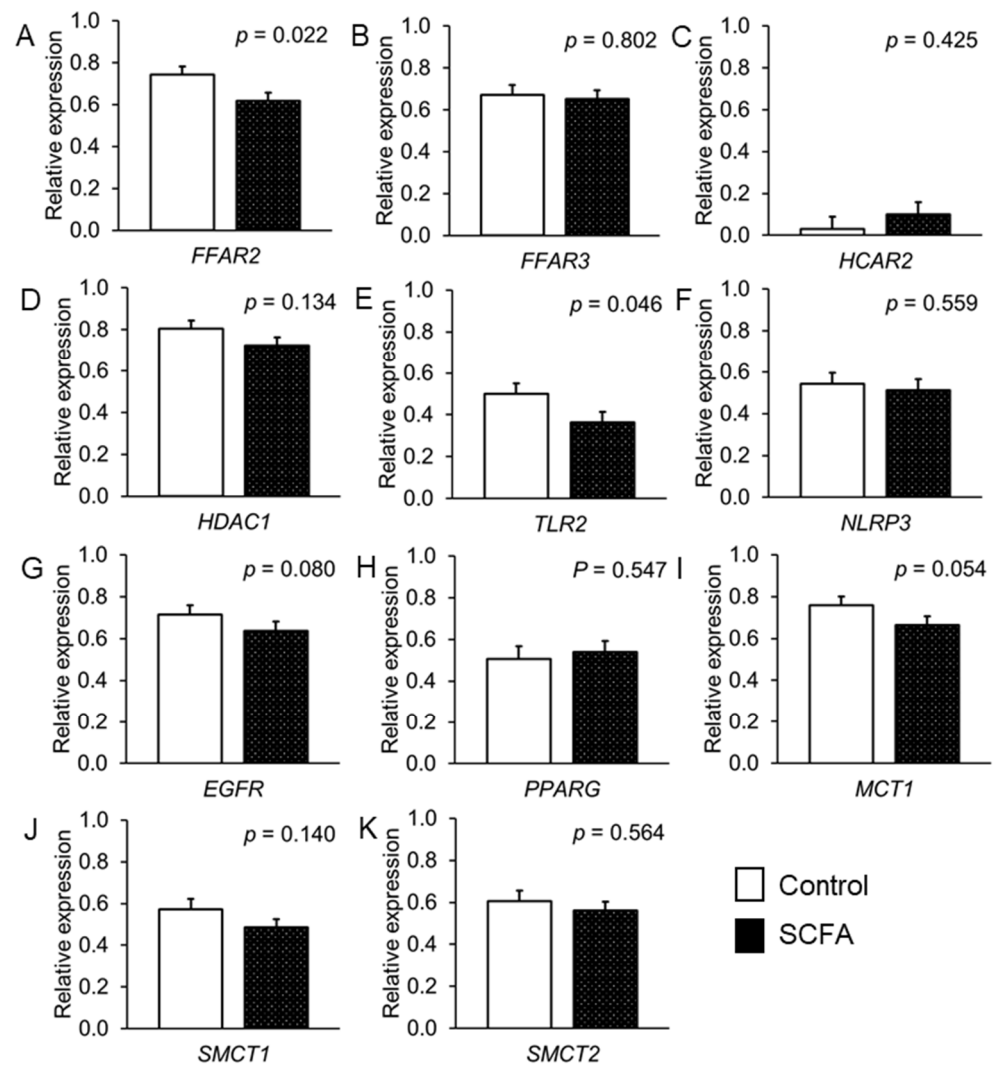 A
Relative expression
1.0
0.8
0.6
0.4
0.2
0.0
p = 0.022
FFAR2
B
Relative expression
1.0
0.8
0.6
0.4
0.2
0.0
p = 0.802
FFAR3
C
Relative expression
1.0
0.8
0.6
0.4
0.2
0.0
p = 0.425
HCAR2
D
Relative expression
1.0
0.8
0.6
0.4
0.2
0.0
p = 0.134
HDAC1
E
Relative expression
1.0
0.8
0.6
0.4
0.2
0.0
p = 0.046
TLR2
F
Relative expression
1.0
0.8
0.6
0.4
0.2
0.0
p = 0.559
NLRP3
G
Relative expression
1.0
0.8
0.6
0.4
0.2
0.0
p = 0.080
EGFR
H
Relative expression
1.0
0.8
0.6
0.4
0.2
0.0
P = 0.547
PPARG
I
Relative expression
1.0
0.8
0.6
0.4
0.2
0.0
p = 0.054
MCT1
J
Relative expression
1.0
0.8
0.6
0.4
0.2
0.0
p = 0.140
SMCT1
K
Relative expression
1.0
0.8
0.6
0.4
0.2
0.0
p = 0.564
SMCT2
Control
SCFA